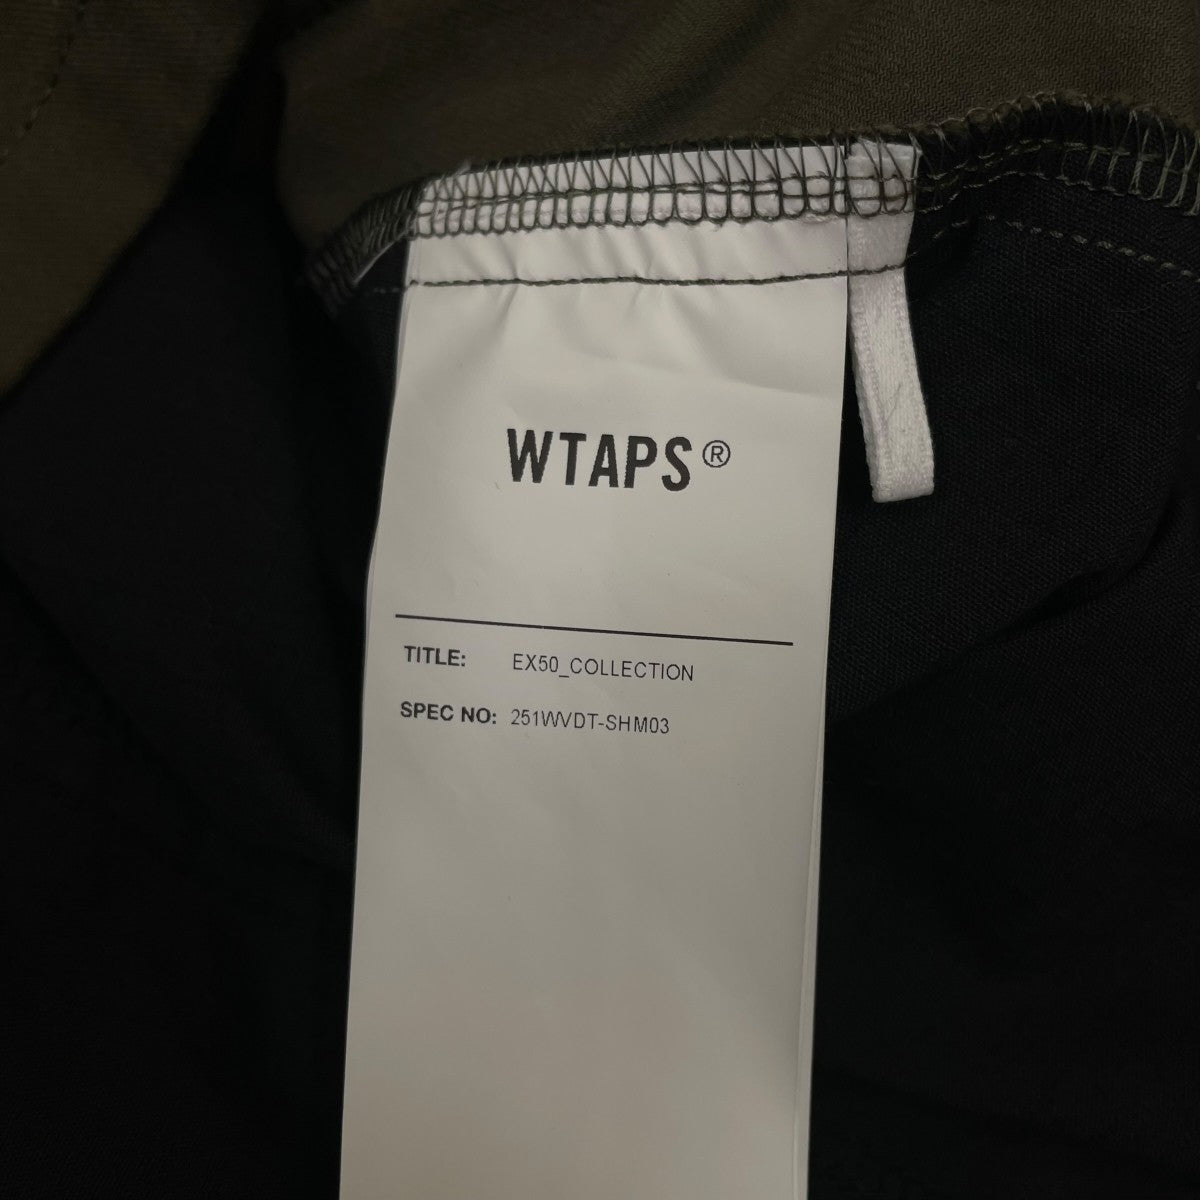 WTAPS®
TITLE: EX50_COLLECTION
SPEC NO: 251WVDT-SHM03